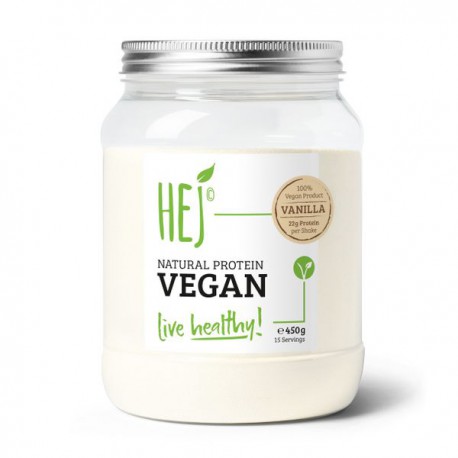 HEJ©
100%
Vegan Product
VANILLA
22g Protein
per Shake
NATURAL PROTEIN
VEGAN
live healthy!
℮ 450g
15 Servings